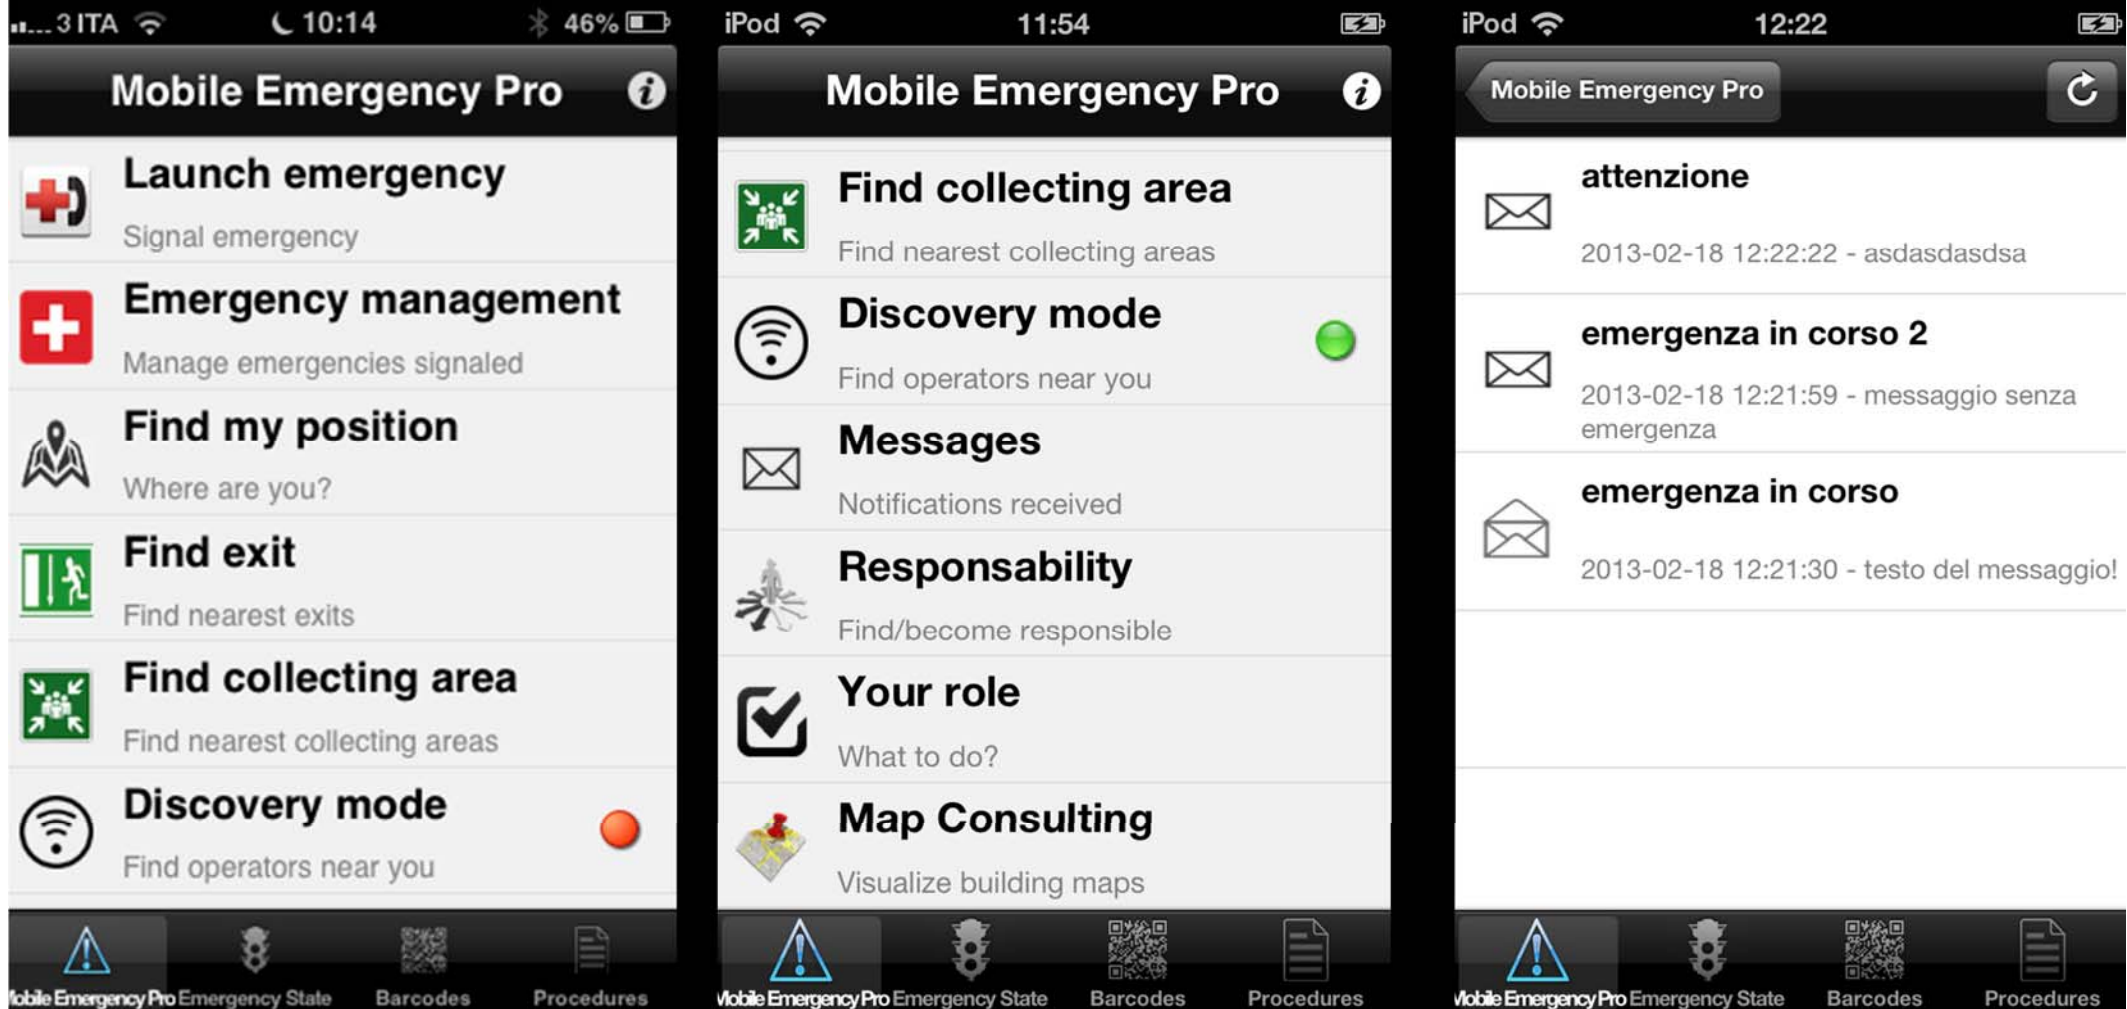 3 ITA 10:14 46%
Mobile Emergency Pro
Launch emergency
Signal emergency
Emergency management
Manage emergencies signaled
Find my position
Where are you?
Find exit
Find nearest exits
Find collecting area
Find nearest collecting areas
Discovery mode
Find operators near you
Mobile Emergency Pro Emergency State Barcodes Procedures
iPod 11:54
Mobile Emergency Pro
Find collecting area
Find nearest collecting areas
Discovery mode
Find operators near you
Messages
Notifications received
Responsability
Find/become responsible
Your role
What to do?
Map Consulting
Visualize building maps
Mobile Emergency Pro Emergency State Barcodes Procedures
iPod 12:22
Mobile Emergency Pro
attenzione
2013-02-18 12:22:22 - asdasdasdsa
emergenza in corso 2
2013-02-18 12:21:59 - messaggio senza
emergenza
emergenza in corso
2013-02-18 12:21:30 - testo del messaggio!
Mobile Emergency Pro Emergency State Barcodes Procedures